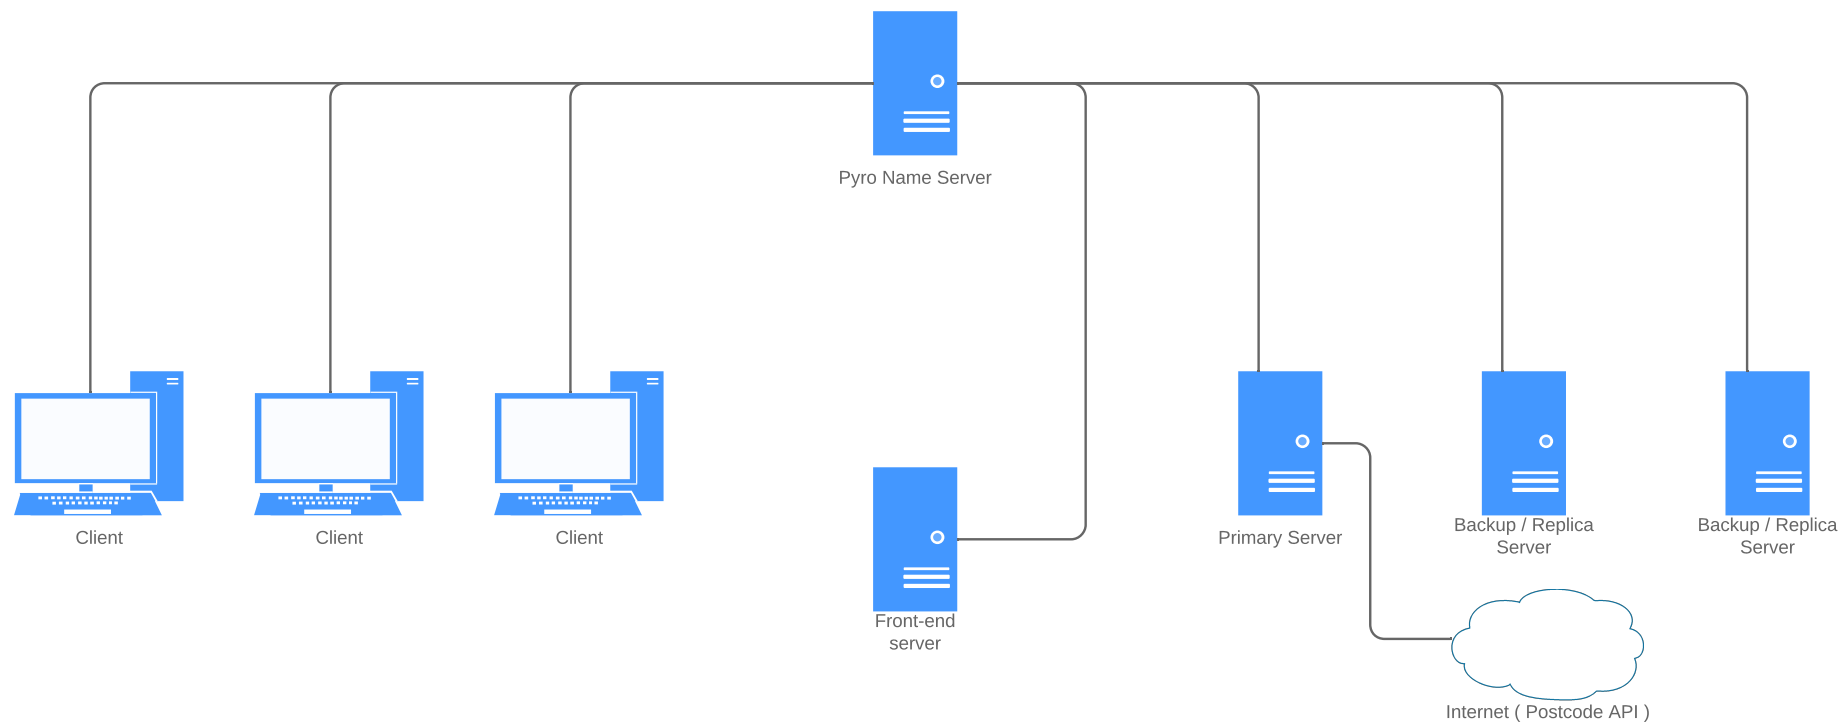 Pyro Name Server
Client
Client
Client
Front-end
server
Primary Server
Backup / Replica
Server
Backup / Replica
Server
Internet ( Postcode API )